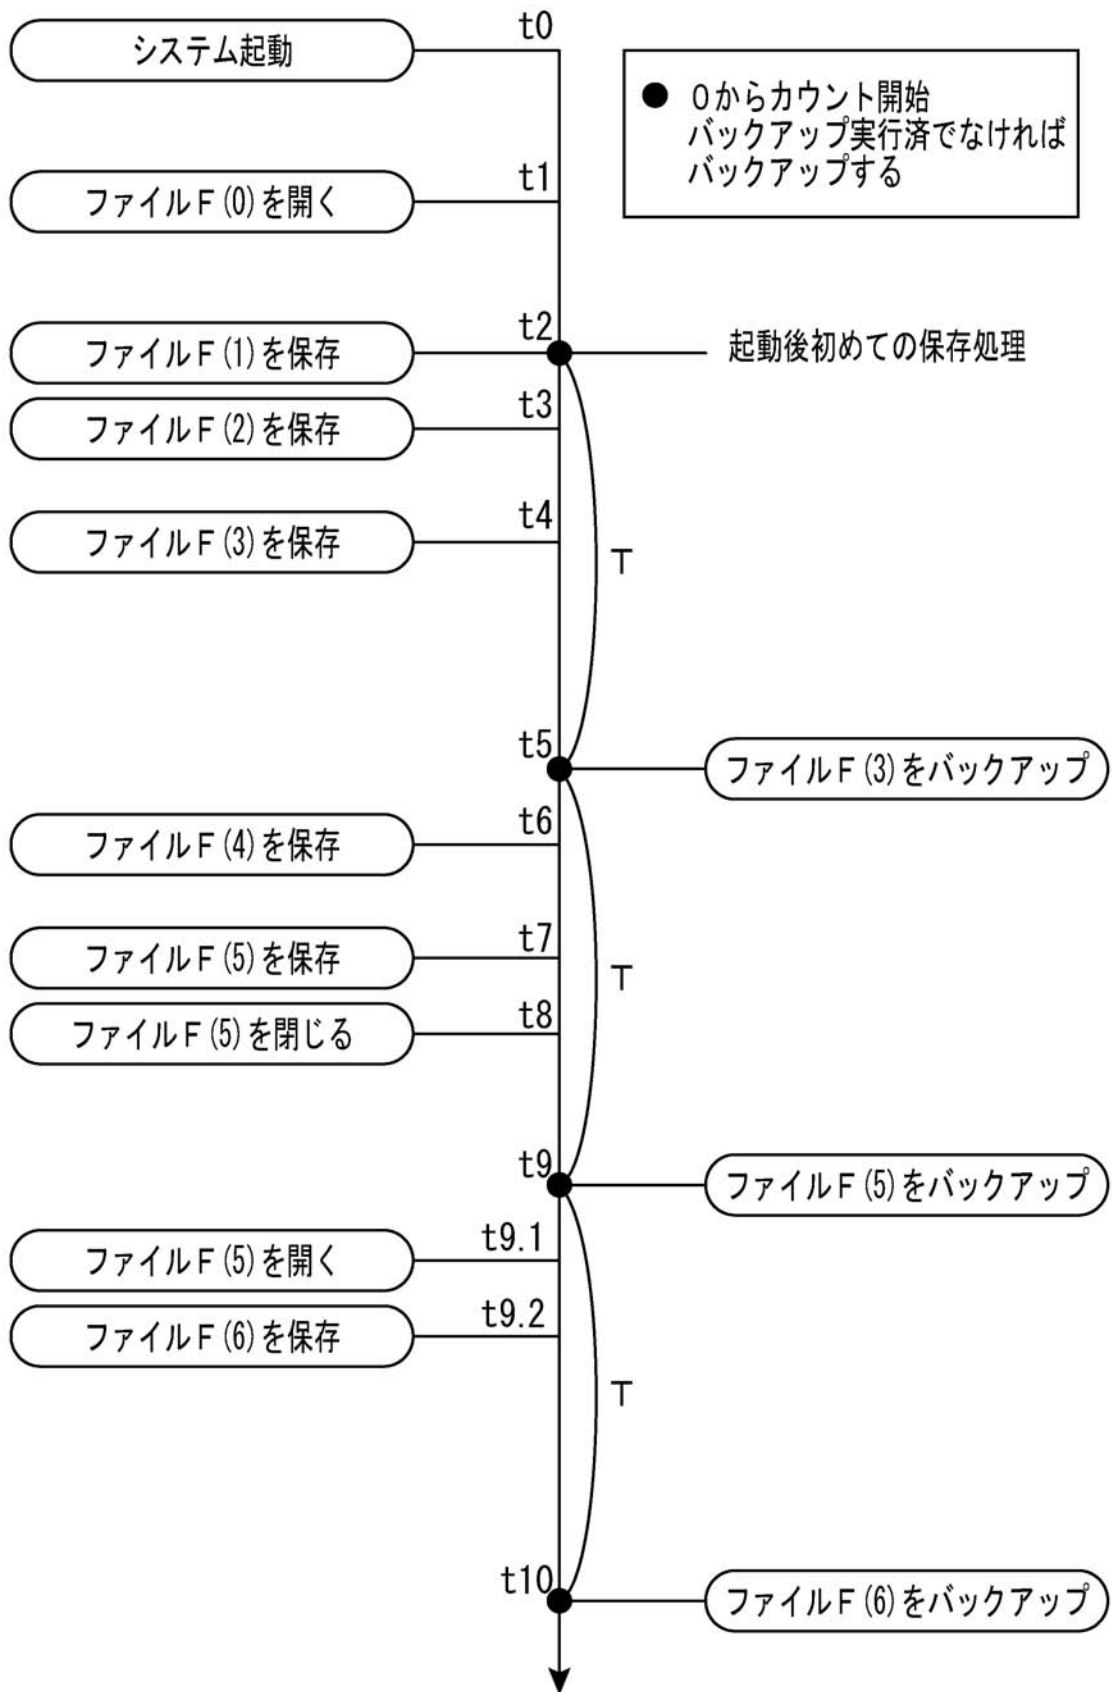 システム起動
t0
● 0からカウント開始
バックアップ実行済でなければ
バックアップする
ファイルF(0)を開く
t1
ファイルF(1)を保存
t2
起動後初めての保存処理
ファイルF(2)を保存
t3
ファイルF(3)を保存
t4
T
t5
ファイルF(3)をバックアップ
ファイルF(4)を保存
t6
ファイルF(5)を保存
t7
T
ファイルF(5)を閉じる
t8
t9
ファイルF(5)をバックアップ
ファイルF(5)を開く
t9.1
ファイルF(6)を保存
t9.2
T
t10
ファイルF(6)をバックアップ